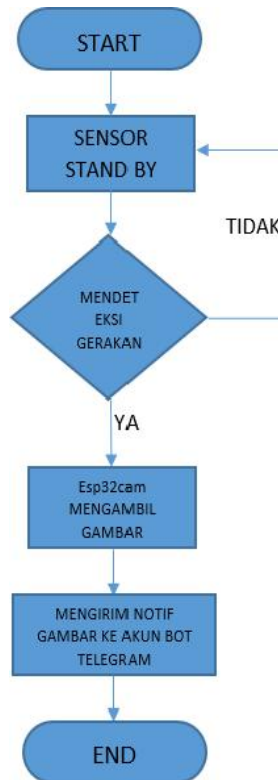 START
SENSOR
STAND BY
TIDAK
MENDET
EKSI
GERAKAN
YA
Esp32cam
MENGAMBIL
GAMBAR
MENGIRIM NOTIF
GAMBAR KE AKUN BOT
TELEGRAM
END